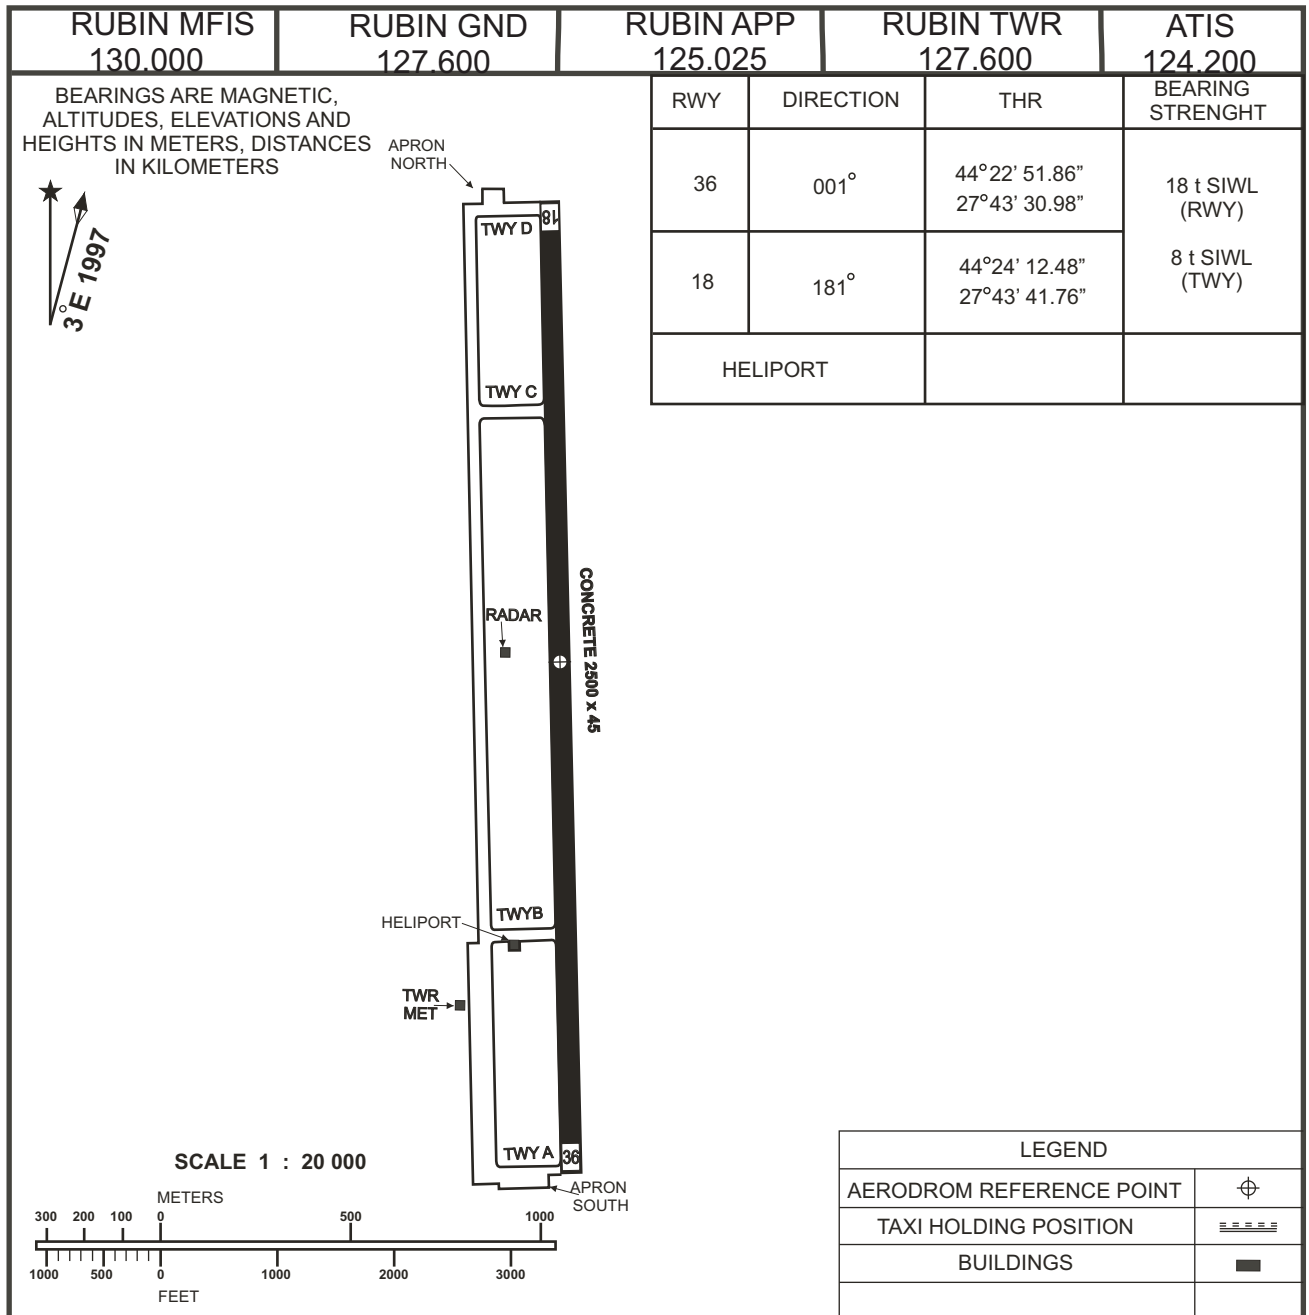 RUBIN MFIS
130.000
RUBIN GND
127.600
RUBIN APP
125.025
RUBIN TWR
127.600
ATIS
124.200
BEARINGS ARE MAGNETIC,
ALTITUDES, ELEVATIONS AND
HEIGHTS IN METERS, DISTANCES
IN KILOMETERS
3°E 1997
RWY
DIRECTION
THR
BEARING
STRENGHT
36
001°
44°22’ 51.86”
27°43’ 30.98”
18 t SIWL
(RWY)
18
181°
44°24’ 12.48”
27°43’ 41.76”
8 t SIWL
(TWY)
HELIPORT
APRON
NORTH
18
TWY D
TWY C
RADAR
CONCRETE 2500 x 45
TWYB
HELIPORT
TWR
MET
TWY A
36
APRON
SOUTH
SCALE 1 : 20 000
METERS
300 200 100 0 500 1000
1000 500 0 1000 2000 3000
FEET
LEGEND
AERODROM REFERENCE POINT
TAXI HOLDING POSITION
BUILDINGS